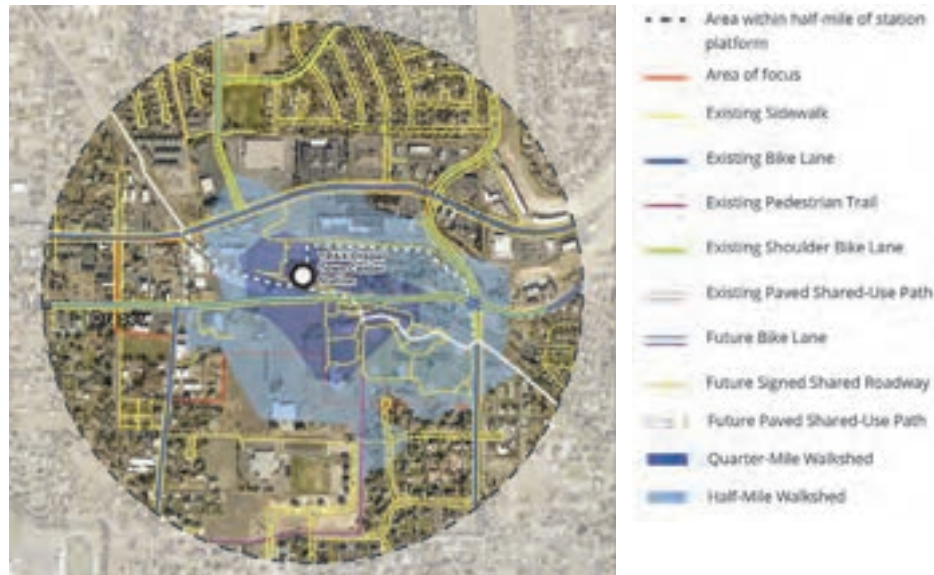 Area within half-mile of station
platform
Area of focus
Existing Sidewalk
Existing Bike Lane
Existing Pedestrian Trail
Existing Shoulder Bike Lane
Existing Paved Shared-Use Path
Future Bike Lane
Future Signed Shared Roadway
Future Paved Shared-Use Path
Quarter-Mile Walkshed
Half-Mile Walkshed